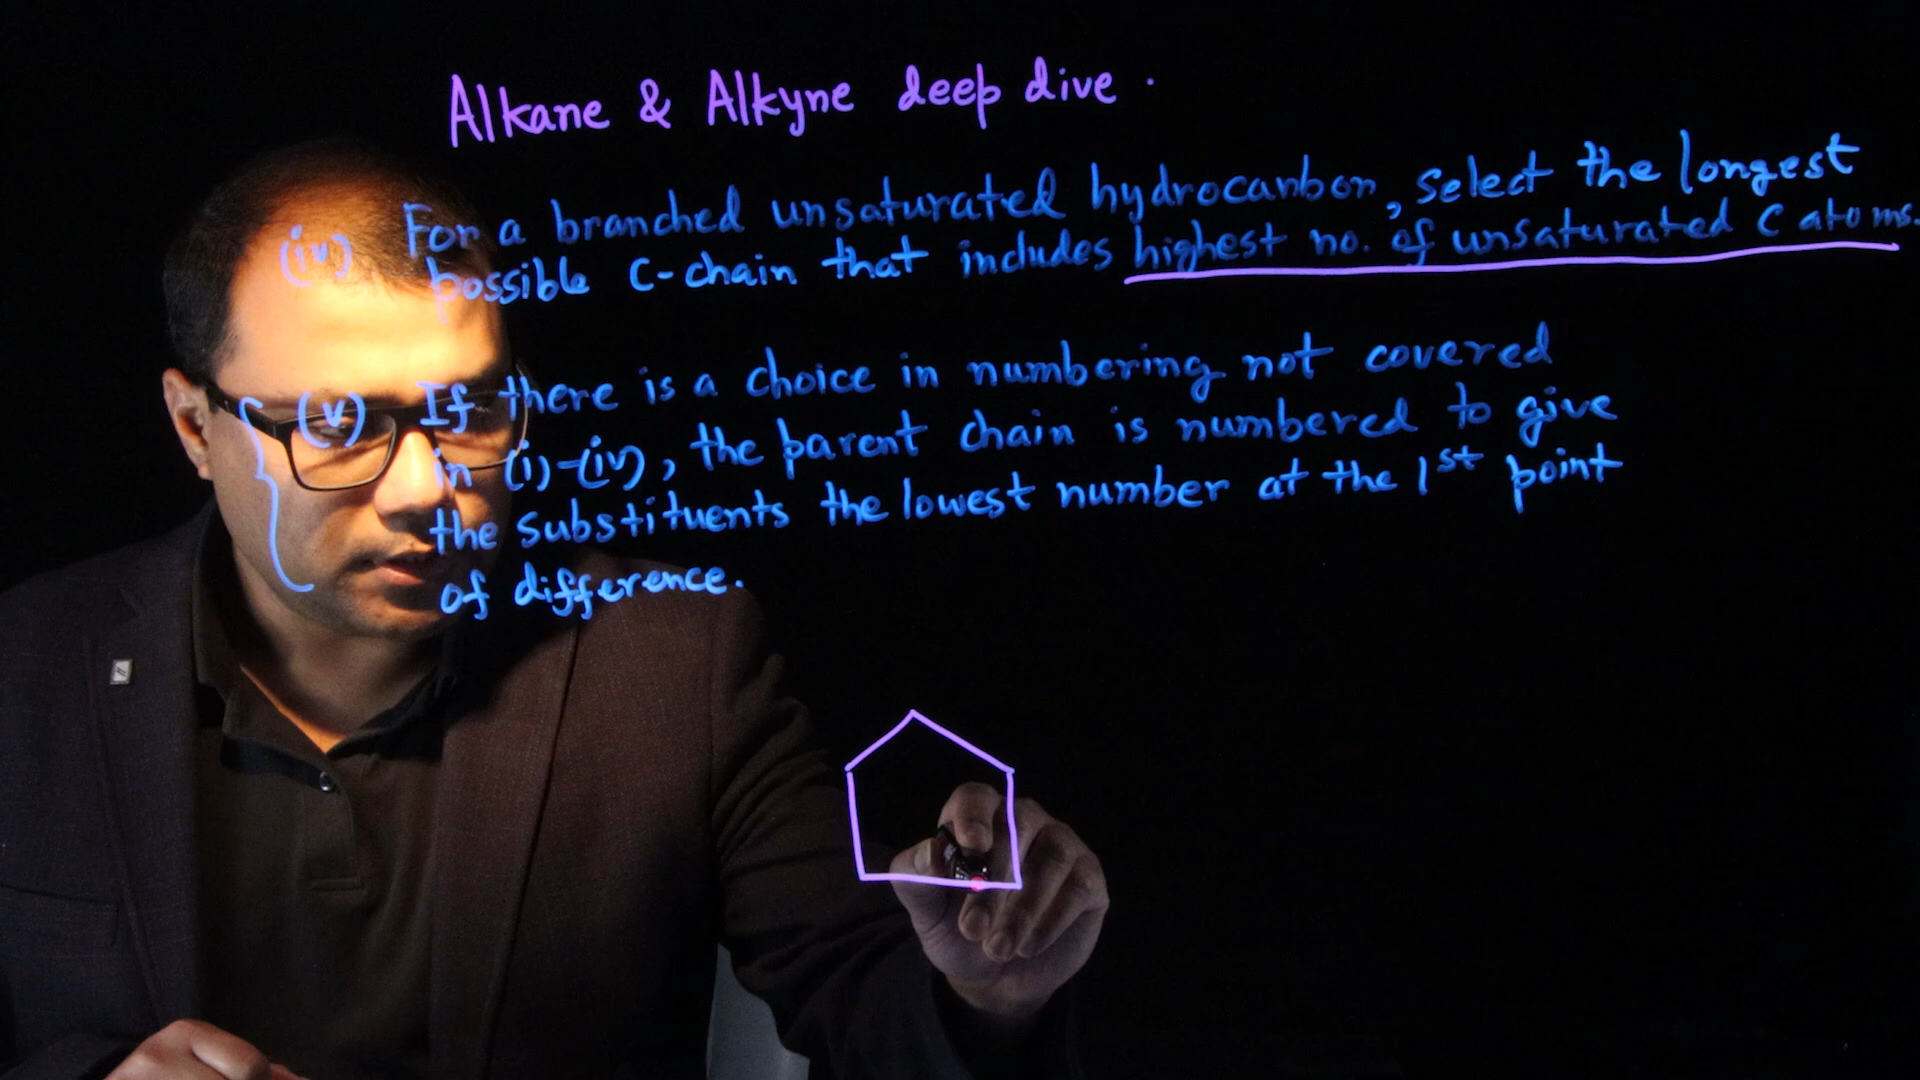 Alkane & Alkyne deep dive.
(iv) For a branched unsaturated hydrocarbon, select the longest
possible C-chain that includes highest no. of unsaturated C atoms.
(v) If there is a choice in numbering not covered
in (i)-(iv), the parent chain is numbered to give
the substituents the lowest number at the 1st point
of difference.